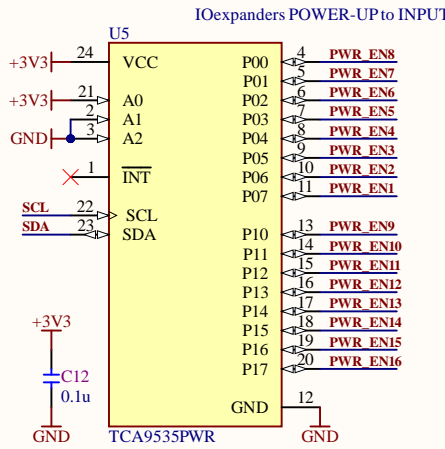 IOexpanders POWER-UP to INPUT
U5
+3V3 24 VCC P00 4 PWR_EN8
P01 5 PWR_EN7
+3V3 21 A0 P02 6 PWR_EN6
2 A1 P03 7 PWR_EN5
GND 3 A2 P04 8 PWR_EN4
P05 9 PWR_EN3
1 INT P06 10 PWR_EN2
P07 11 PWR_EN1
SCL 22 SCL
SDA 23 SDA P10 13 PWR_EN9
P11 14 PWR_EN10
P12 15 PWR_EN11
P13 16 PWR_EN12
P14 17 PWR_EN13
+3V3 P15 18 PWR_EN14
P16 19 PWR_EN15
C12 P17 20 PWR_EN16
0.1u
GND 12
GND TCA9535PWR GND